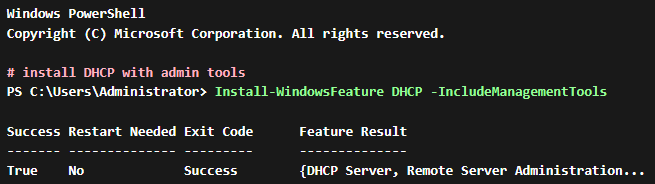 Windows PowerShell
Copyright (C) Microsoft Corporation. All rights reserved.
# install DHCP with admin tools
PS C:\Users\Administrator> Install-WindowsFeature DHCP -IncludeManagementTools
Success Restart Needed Exit Code      Feature Result
------- -------------- ---------      --------------
True    No             Success        {DHCP Server, Remote Server Administration...